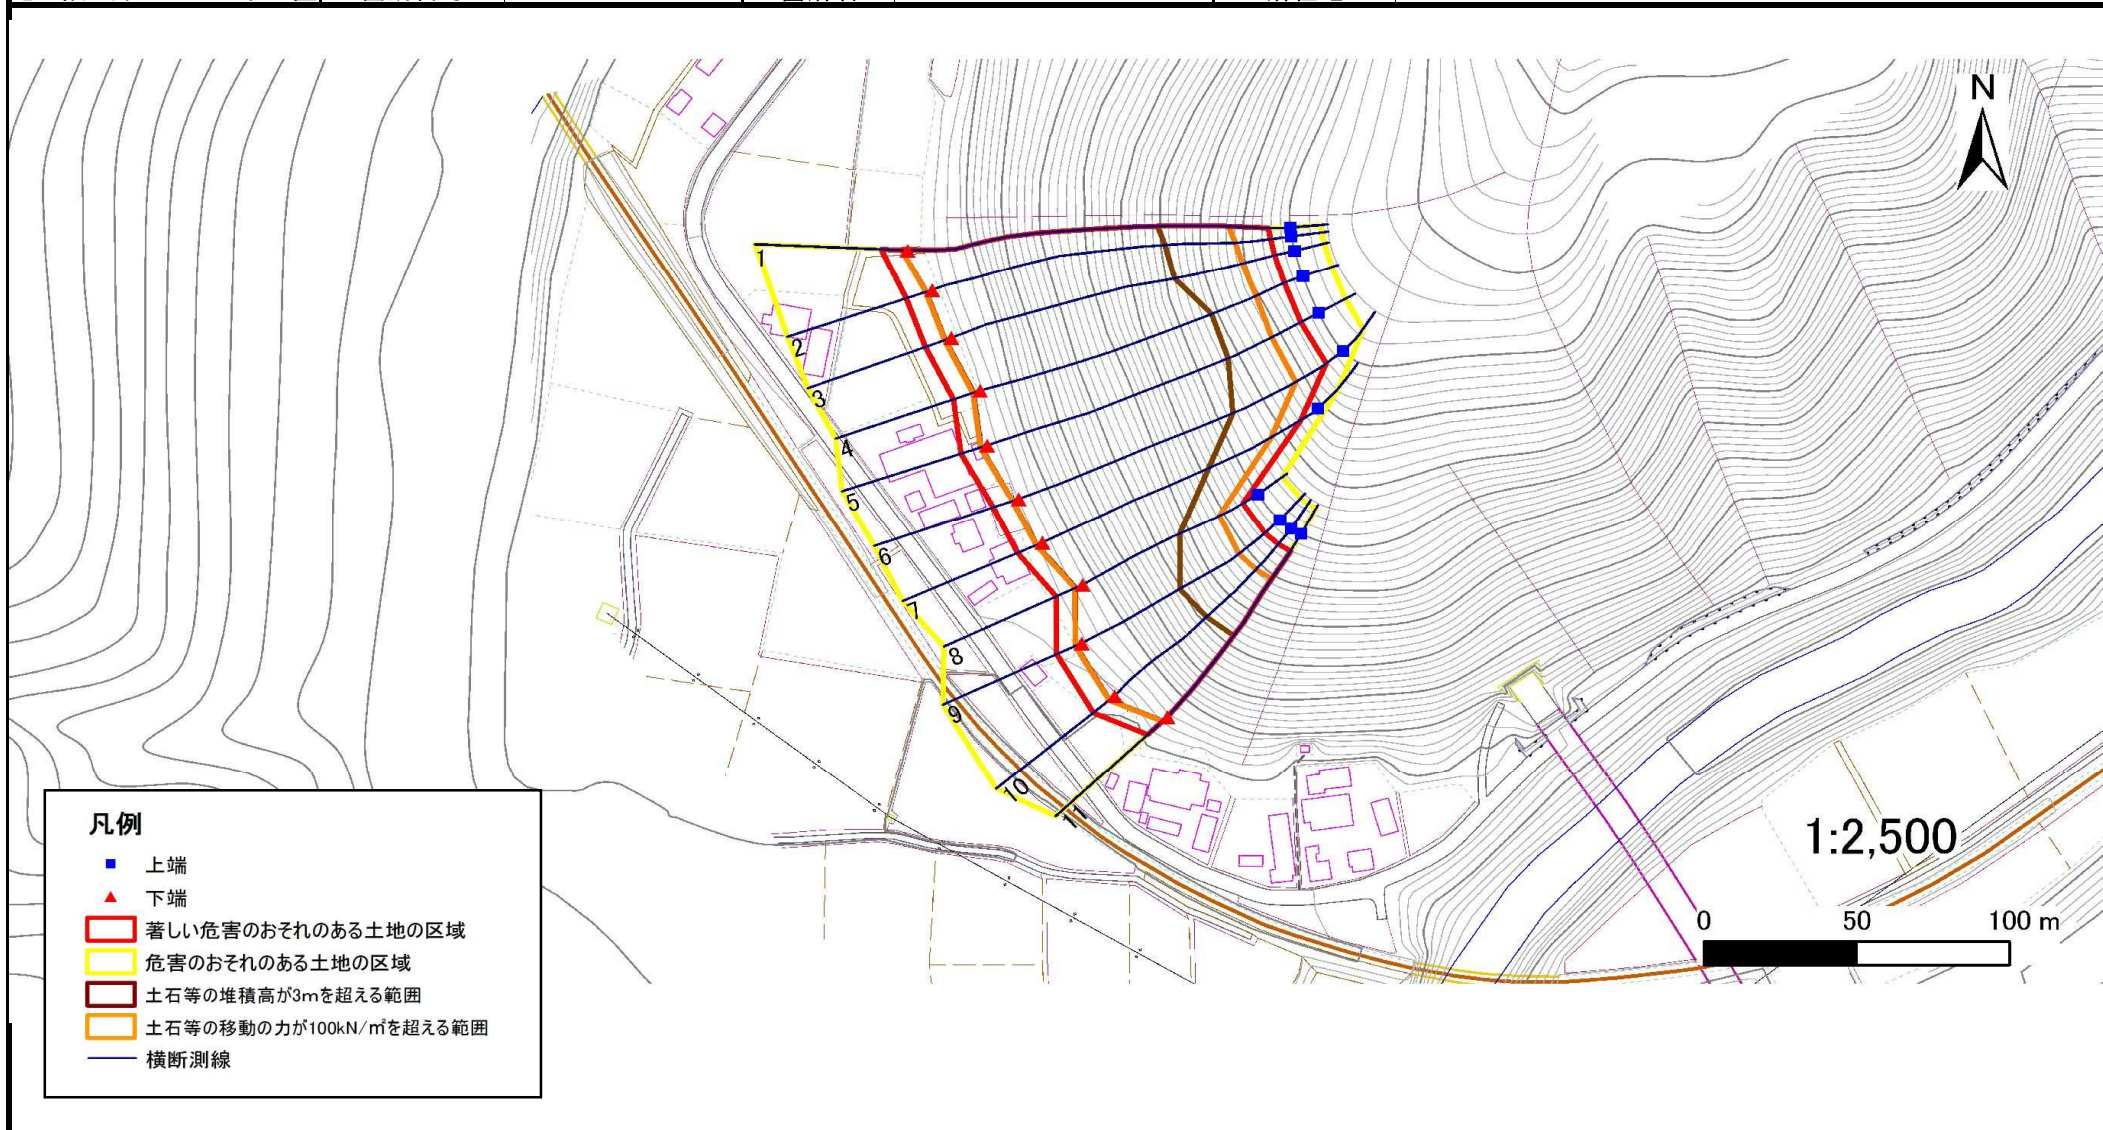 N
1
2
3
4
5
6
7
8
9
10
11
1:2,500
0 50 100 m
凡例
上端
下端
著しい危害のおそれのある土地の区域
危害のおそれのある土地の区域
土石等の堆積高が3mを超える範囲
土石等の移動の力が100kN/㎡を超える範囲
横断測線